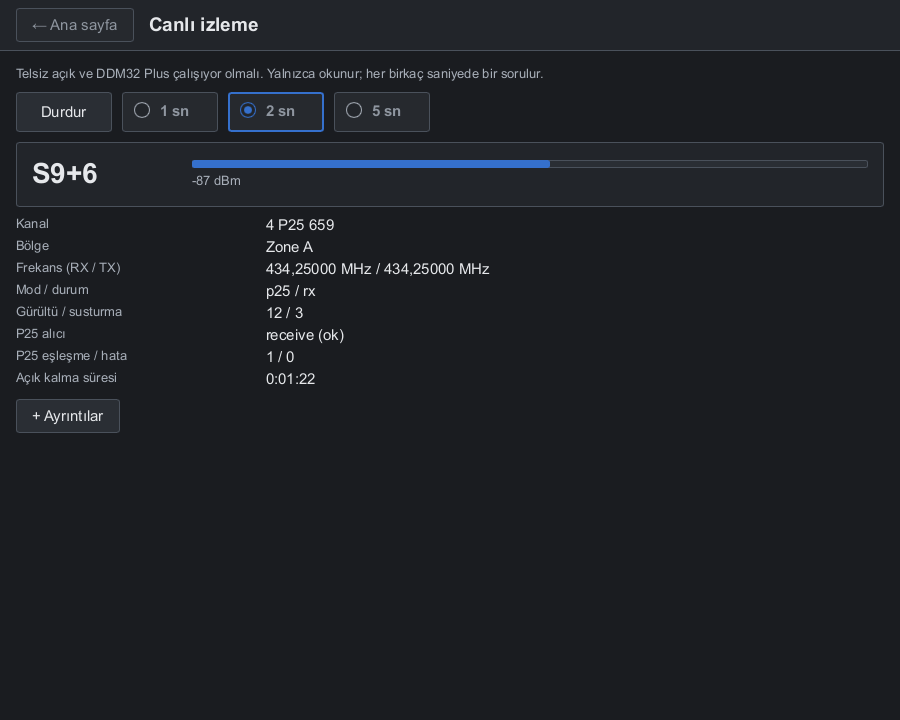 ← Ana sayfa
Canlı izleme
Telsiz açık ve DDM32 Plus çalışıyor olmalı. Yalnızca okunur; her birkaç saniyede bir sorulur.
Durdur
1 sn
2 sn
5 sn
S9+6
-87 dBm
Kanal 4 P25 659
Bölge Zone A
Frekans (RX / TX) 434,25000 MHz / 434,25000 MHz
Mod / durum p25 / rx
Gürültü / susturma 12 / 3
P25 alıcı receive (ok)
P25 eşleşme / hata 1 / 0
Açık kalma süresi 0:01:22
+ Ayrıntılar